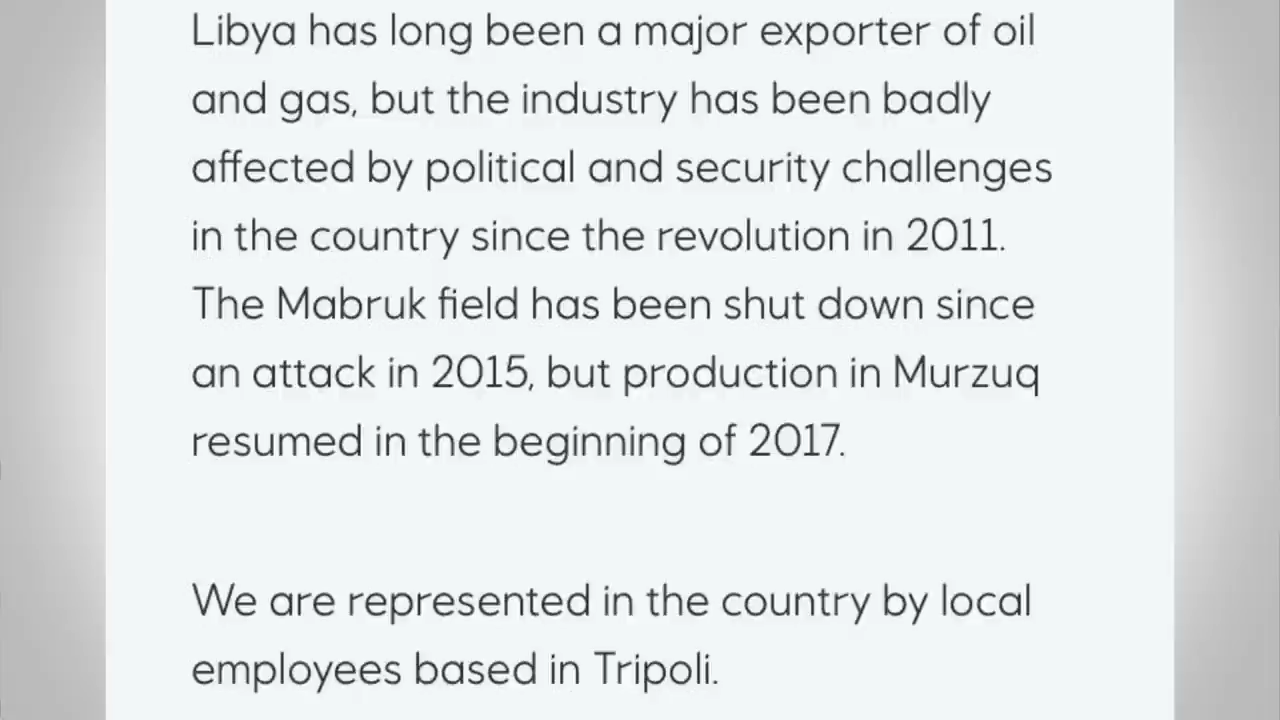 Libya has long been a major exporter of oil
and gas, but the industry has been badly
affected by political and security challenges
in the country since the revolution in 2011.
The Mabruk field has been shut down since
an attack in 2015, but production in Murzuq
resumed in the beginning of 2017.
We are represented in the country by local
employees based in Tripoli.